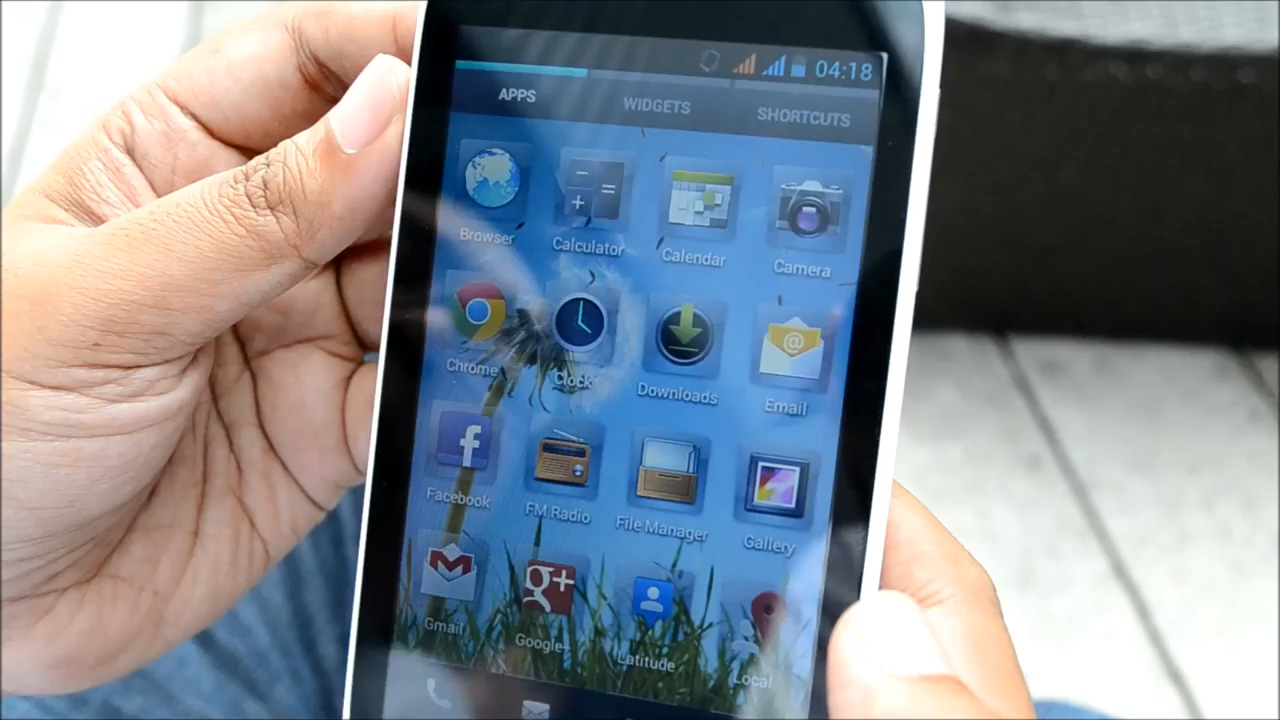 04:18
APPS WIDGETS SHORTCUTS
Browser Calculator Calendar Camera
Chrome Clock Downloads Email
Facebook FM Radio File Manager Gallery
Gmail Google+ Latitude Local